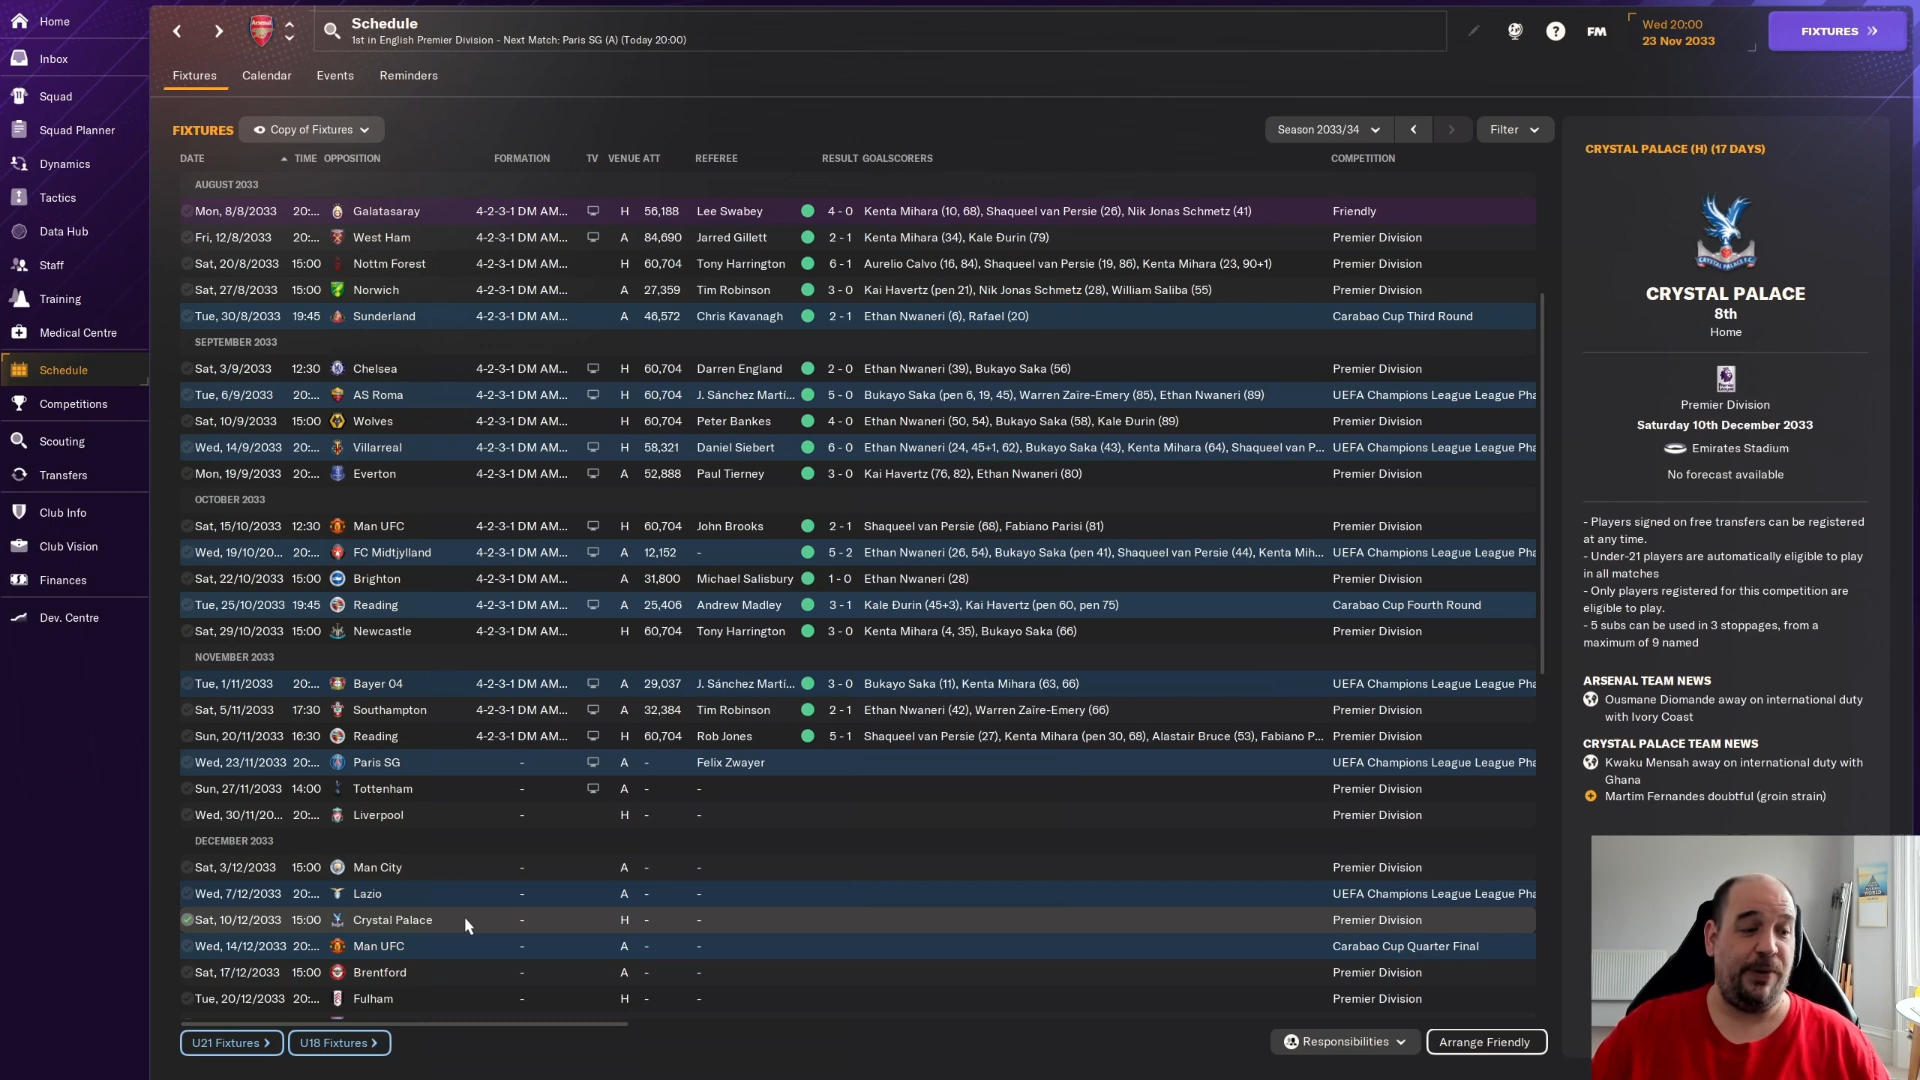 Home
Inbox
Squad
Squad Planner
Dynamics
Tactics
Data Hub
Staff
Training
Medical Centre
Schedule
Competitions
Scouting
Transfers
Club Info
Club Vision
Finances
Dev. Centre
Schedule
1st in English Premier Division - Next Match: Paris SG (A) (Today 20:00)
FM
Wed 20:00
23 Nov 2033
FIXTURES
Fixtures Calendar Events Reminders
FIXTURES Copy of Fixtures Season 2033/34 Filter
DATE TIME OPPOSITION FORMATION TV VENUE ATT REFEREE RESULT GOALSCORERS COMPETITION
AUGUST 2033
Mon, 8/8/2033 20:... Galatasaray 4-2-3-1 DM AM... H 56,188 Lee Swabey 4 - 0 Kenta Mihara (10, 68), Shaqueel van Persie (26), Nik Jonas Schmetz (41) Friendly
Fri, 12/8/2033 20:... West Ham 4-2-3-1 DM AM... A 84,690 Jarred Gillett 2 - 1 Kenta Mihara (34), Kale Đurin (79) Premier Division
Sat, 20/8/2033 15:00 Nottm Forest 4-2-3-1 DM AM... H 60,704 Tony Harrington 6 - 1 Aurelio Calvo (16, 84), Shaqueel van Persie (19, 86), Kenta Mihara (23, 90+1) Premier Division
Sat, 27/8/2033 15:00 Norwich 4-2-3-1 DM AM... A 27,359 Tim Robinson 3 - 0 Kai Havertz (pen 21), Nik Jonas Schmetz (28), William Saliba (55) Premier Division
Tue, 30/8/2033 19:45 Sunderland 4-2-3-1 DM AM... A 46,572 Chris Kavanagh 2 - 1 Ethan Nwaneri (6), Rafael (20) Carabao Cup Third Round
SEPTEMBER 2033
Sat, 3/9/2033 12:30 Chelsea 4-2-3-1 DM AM... H 60,704 Darren England 2 - 0 Ethan Nwaneri (39), Bukayo Saka (56) Premier Division
Tue, 6/9/2033 20:... AS Roma 4-2-3-1 DM AM... H 60,704 J. Sánchez Martí... 5 - 0 Bukayo Saka (pen 6, 19, 45), Warren Zaïre-Emery (85), Ethan Nwaneri (89) UEFA Champions League League Pha
Sat, 10/9/2033 15:00 Wolves 4-2-3-1 DM AM... H 60,704 Peter Bankes 4 - 0 Ethan Nwaneri (50, 54), Bukayo Saka (58), Kale Đurin (89) Premier Division
Wed, 14/9/2033 20:... Villarreal 4-2-3-1 DM AM... H 58,321 Daniel Siebert 6 - 0 Ethan Nwaneri (24, 45+1, 62), Bukayo Saka (43), Kenta Mihara (64), Shaqueel van P... UEFA Champions League League Pha
Mon, 19/9/2033 20:... Everton 4-2-3-1 DM AM... A 52,888 Paul Tierney 3 - 0 Kai Havertz (76, 82), Ethan Nwaneri (80) Premier Division
OCTOBER 2033
Sat, 15/10/2033 12:30 Man UFC 4-2-3-1 DM AM... H 60,704 John Brooks 2 - 1 Shaqueel van Persie (68), Fabiano Parisi (81) Premier Division
Wed, 19/10/20... 20:... FC Midtjylland 4-2-3-1 DM AM... A 12,152 - 5 - 2 Ethan Nwaneri (26, 54), Bukayo Saka (pen 41), Shaqueel van Persie (44), Kenta Mih... UEFA Champions League League Pha
Sat, 22/10/2033 15:00 Brighton 4-2-3-1 DM AM... A 31,800 Michael Salisbury 1 - 0 Ethan Nwaneri (28) Premier Division
Tue, 25/10/2033 19:45 Reading 4-2-3-1 DM AM... A 25,406 Andrew Madley 3 - 1 Kale Đurin (45+3), Kai Havertz (pen 60, pen 75) Carabao Cup Fourth Round
Sat, 29/10/2033 15:00 Newcastle 4-2-3-1 DM AM... H 60,704 Tony Harrington 3 - 0 Kenta Mihara (4, 35), Bukayo Saka (66) Premier Division
NOVEMBER 2033
Tue, 1/11/2033 20:... Bayer 04 4-2-3-1 DM AM... A 29,037 J. Sánchez Martí... 3 - 0 Bukayo Saka (11), Kenta Mihara (63, 66) UEFA Champions League League Pha
Sat, 5/11/2033 17:30 Southampton 4-2-3-1 DM AM... A 32,384 Tim Robinson 2 - 1 Ethan Nwaneri (42), Warren Zaïre-Emery (66) Premier Division
Sun, 20/11/2033 16:30 Reading 4-2-3-1 DM AM... H 60,704 Rob Jones 5 - 1 Shaqueel van Persie (27), Kenta Mihara (pen 30, 68), Alastair Bruce (53), Fabiano P... Premier Division
Wed, 23/11/2033 20:... Paris SG - A - Felix Zwayer UEFA Champions League League Pha
Sun, 27/11/2033 14:00 Tottenham - A - - Premier Division
Wed, 30/11/20... 20:... Liverpool - H - - Premier Division
DECEMBER 2033
Sat, 3/12/2033 15:00 Man City - A - - Premier Division
Wed, 7/12/2033 20:... Lazio - A - - UEFA Champions League League Pha
Sat, 10/12/2033 15:00 Crystal Palace - H - - Premier Division
Wed, 14/12/2033 20:... Man UFC - A - - Carabao Cup Quarter Final
Sat, 17/12/2033 15:00 Brentford - A - - Premier Division
Tue, 20/12/2033 20:... Fulham - H - - Premier Division
U21 Fixtures U18 Fixtures Responsibilities Arrange Friendly
CRYSTAL PALACE (H) (17 DAYS)
CRYSTAL PALACE
8th
Home
Premier Division
Saturday 10th December 2033
Emirates Stadium
No forecast available
- Players signed on free transfers can be registered
at any time.
- Under-21 players are automatically eligible to play
in all matches
- Only players registered for this competition are
eligible to play.
- 5 subs can be used in 3 stoppages, from a
maximum of 9 named
ARSENAL TEAM NEWS
Ousmane Diomande away on international duty
with Ivory Coast
CRYSTAL PALACE TEAM NEWS
Kwaku Mensah away on international duty with
Ghana
Martim Fernandes doubtful (groin strain)